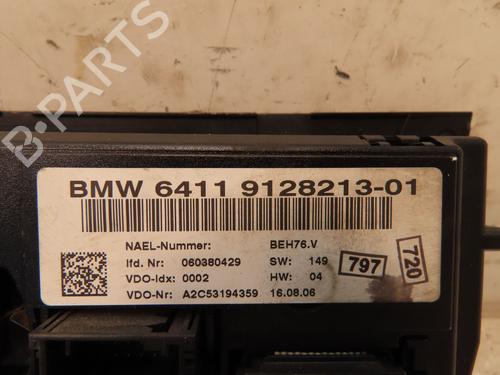 B-PARTS
BMW 6411 9128213-01
NAEL-Nummer: BEH76.V
lfd. Nr: 060380429 SW: 149
VDO-Idx: 0002 HW: 04
VDO-Nr: A2C53194359 16.08.06
797
720